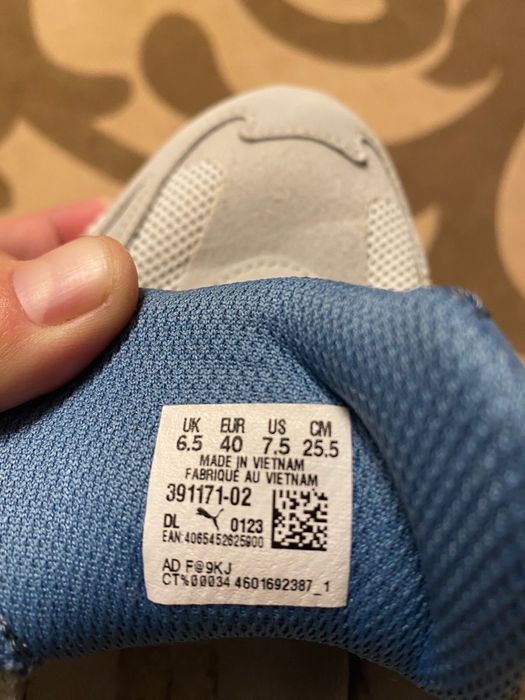 UK EUR US CM
6.5 40 7.5 25.5
MADE IN VIETNAM
FABRIQUÉ AU VIETNAM
391171-02
DL 0123
EAN:4065452625900
AD F@9KJ
CT%00034 4601692387_1